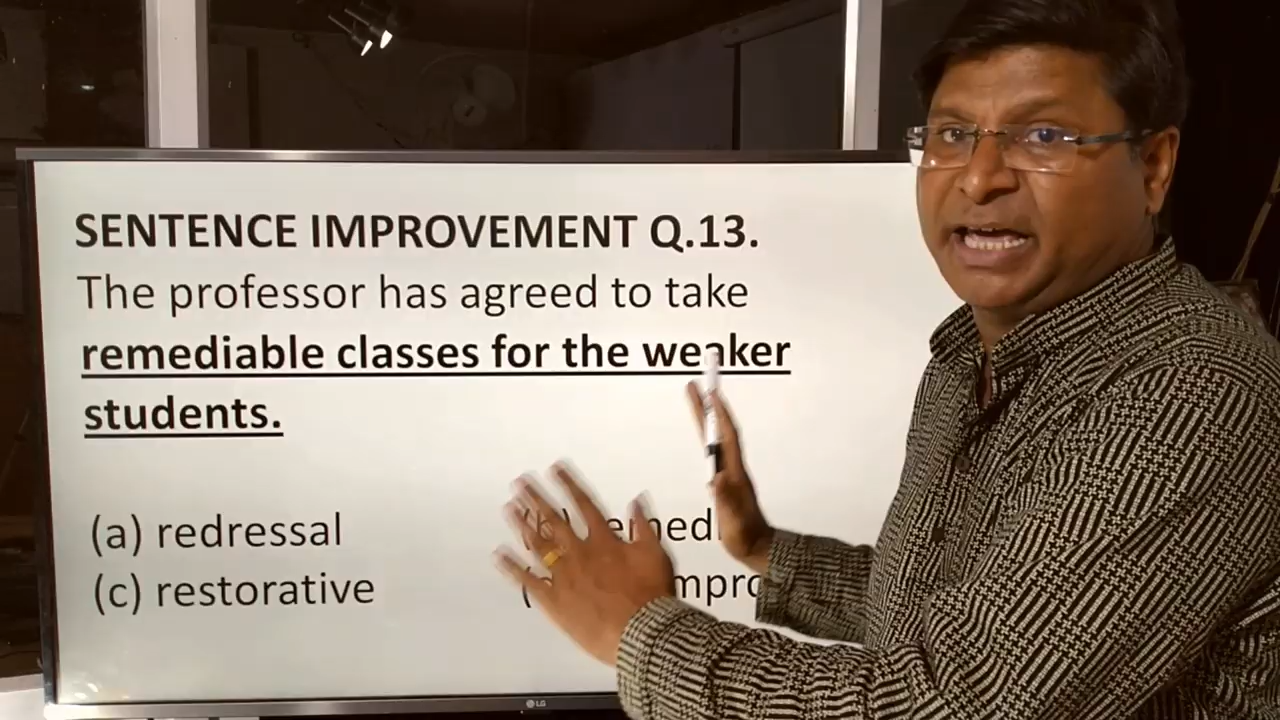 SENTENCE IMPROVEMENT Q.13.
The professor has agreed to take
remediable classes for the weaker
students.
(a) redressal
(c) restorative
LG